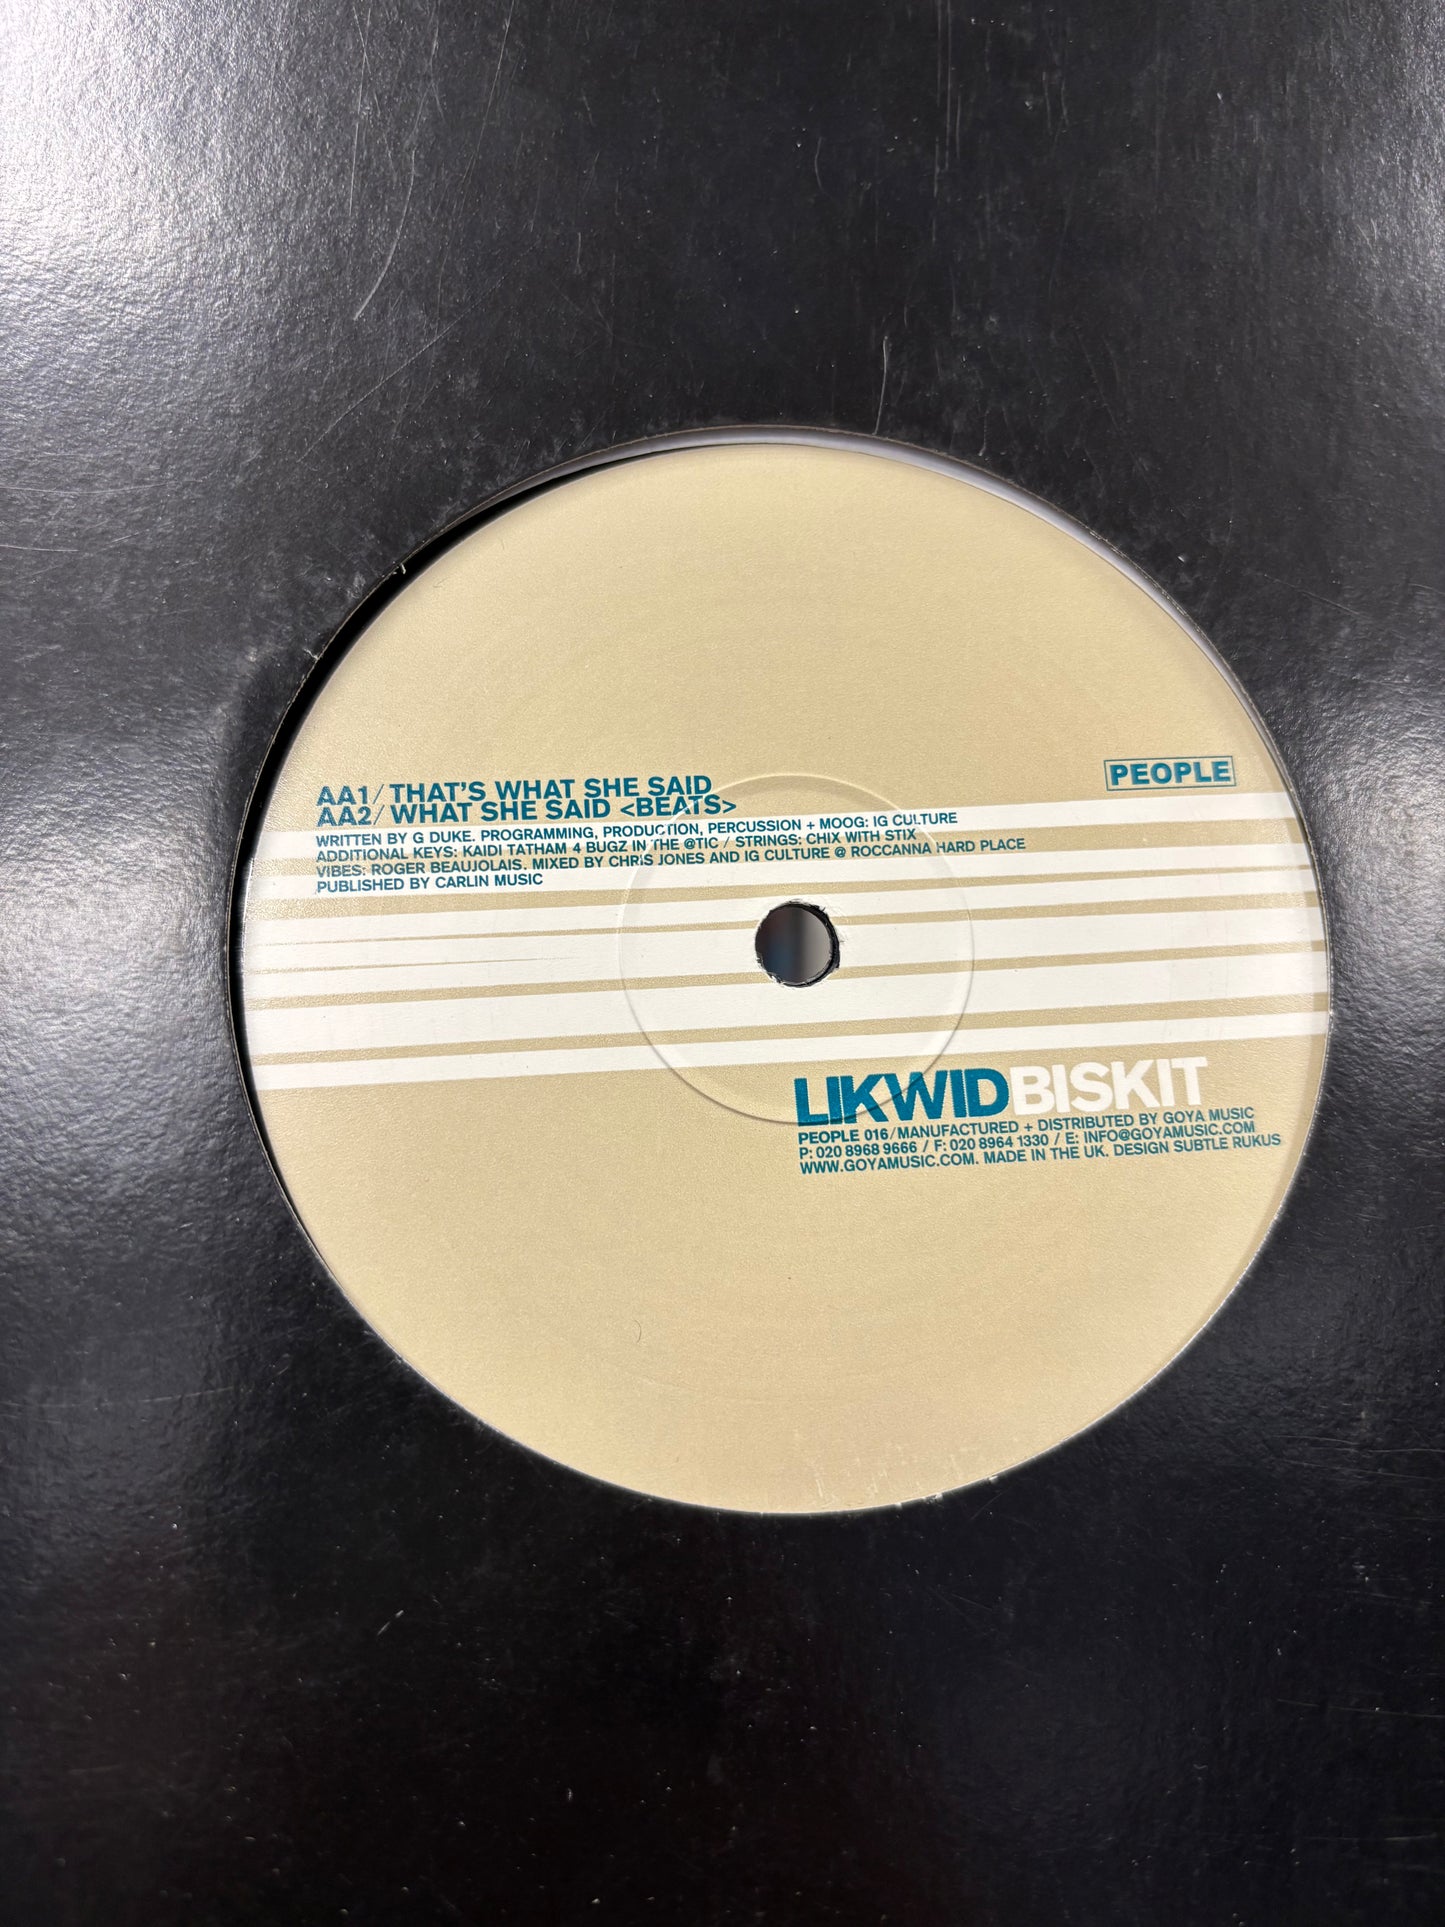 PEOPLE
AA1/ THAT'S WHAT SHE SAID
AA2/ WHAT SHE SAID <BEATS>
WRITTEN BY G DUKE. PROGRAMMING, PRODUCTION, PERCUSSION + MOOG: IG CULTURE
ADDITIONAL KEYS: KAIDI TATHAM 4 BUGZ IN THE @TIC / STRINGS: CHIX WITH STIX
VIBES: ROGER BEAUJOLAIS. MIXED BY CHRIS JONES AND IG CULTURE @ ROCCANNA HARD PLACE
PUBLISHED BY CARLIN MUSIC
LIKWIDBISKIT
PEOPLE 016/MANUFACTURED + DISTRIBUTED BY GOYA MUSIC
P: 020 8968 9666 / F: 020 8964 1330 / E: INFO@GOYAMUSIC.COM
WWW.GOYAMUSIC.COM. MADE IN THE UK. DESIGN SUBTLE RUKUS